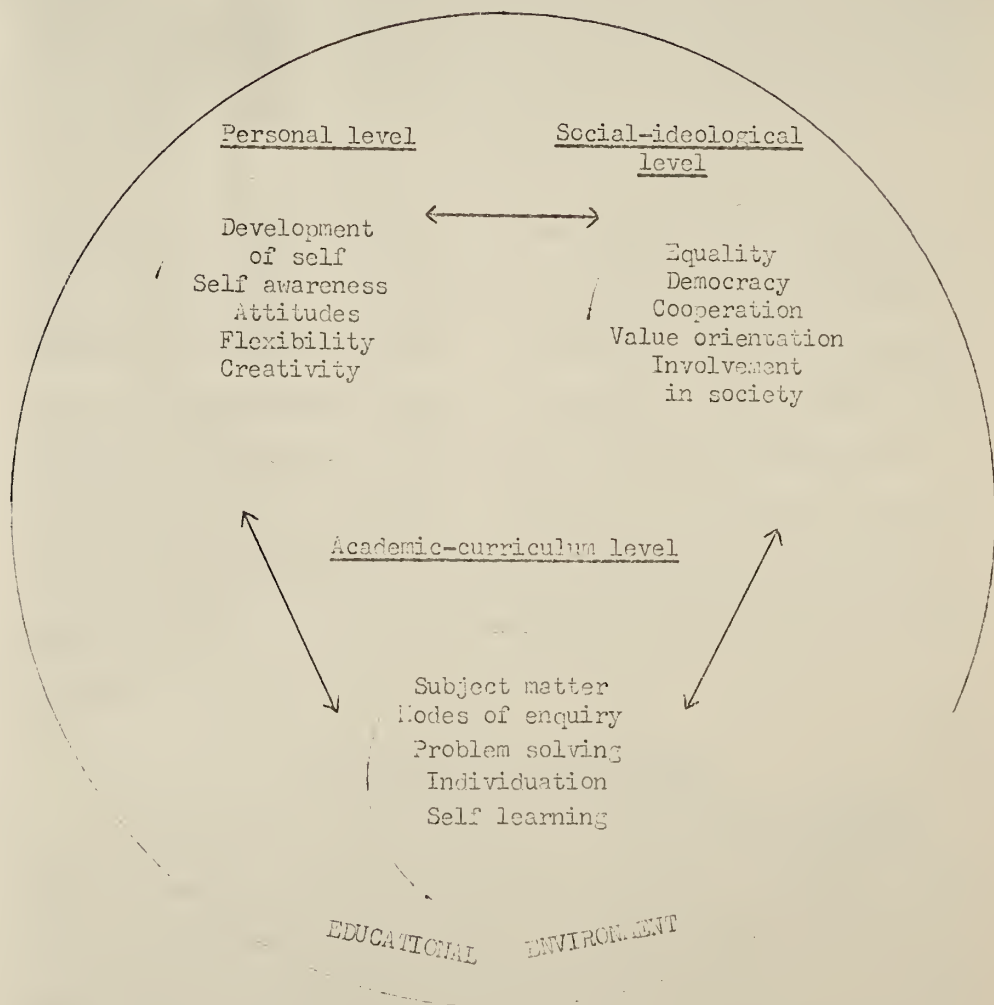 Personal level
Social-ideological
level
Development
of self
Self awareness
Attitudes
Flexibility
Creativity
Equality
Democracy
Cooperation
Value orientation
Involvement
in society
Academic-curriculum level
Subject matter
Modes of enquiry
Problem solving
Individuation
Self learning
EDUCATIONAL ENVIRONMENT